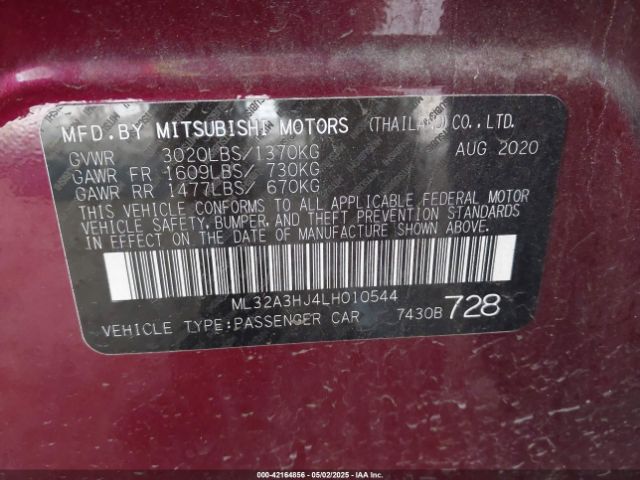 MFD.BY MITSUBISHI MOTORS (THAILAND)CO.,LTD.
GVWR 3020LBS/1370KG AUG 2020
GAWR FR 1609LBS/ 730KG
GAWR RR 1477LBS/ 670KG
THIS VEHICLE CONFORMS TO ALL APPLICABLE FEDERAL MOTOR
VEHICLE SAFETY, BUMPER, AND THEFT PREVENTION STANDARDS
IN EFFECT ON THE DATE OF MANUFACTURE SHOWN ABOVE.
ML32A3HJ4LH010544
VEHICLE TYPE:PASSENGER CAR 7430B 728
000-42164856 - 05/02/2025 - IAAI.COM